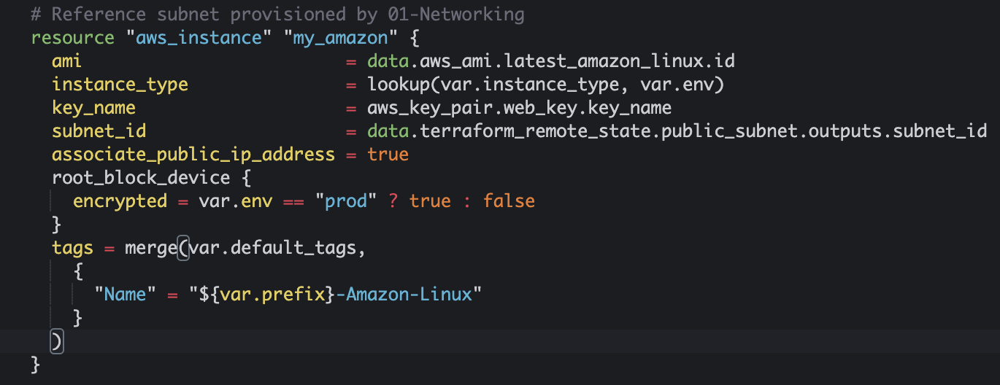 # Reference subnet provisioned by 01-Networking
resource "aws_instance" "my_amazon" {
  ami                         = data.aws_ami.latest_amazon_linux.id
  instance_type               = lookup(var.instance_type, var.env)
  key_name                    = aws_key_pair.web_key.key_name
  subnet_id                   = data.terraform_remote_state.public_subnet.outputs.subnet_id
  associate_public_ip_address = true
  root_block_device {
    encrypted = var.env == "prod" ? true : false
  }
  tags = merge(var.default_tags,
    {
      "Name" = "${var.prefix}-Amazon-Linux"
    }
  )
}